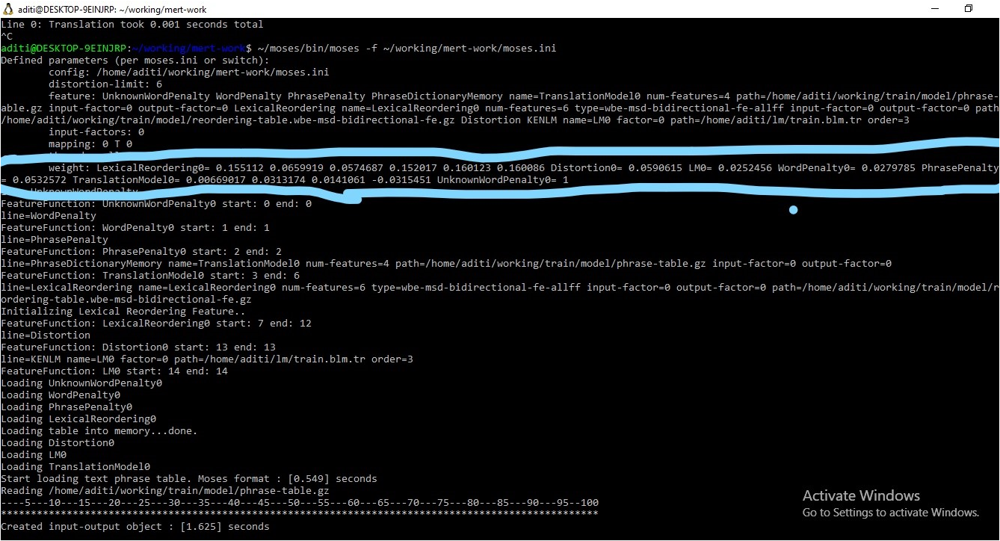 aditi@DESKTOP-9EINJRP: ~/working/mert-work
Line 0: Translation took 0.001 seconds total
^C
aditi@DESKTOP-9EINJRP:~/working/mert-work$ ~/moses/bin/moses -f ~/working/mert-work/moses.ini
Defined parameters (per moses.ini or switch):
config: /home/aditi/working/mert-work/moses.ini
distortion-limit: 6
feature: UnknownWordPenalty WordPenalty PhrasePenalty PhraseDictionaryMemory name=TranslationModel0 num-features=4 path=/home/aditi/working/train/model/phrase-
able.gz input-factor=0 output-factor=0 LexicalReordering name=LexicalReordering0 num-features=6 type=wbe-msd-bidirectional-fe-allff input-factor=0 output-factor=0 path
/home/aditi/working/train/model/reordering-table.wbe-msd-bidirectional-fe.gz Distortion KENLM name=LM0 factor=0 path=/home/aditi/lm/train.blm.tr order=3
input-factors: 0
mapping: 0 T 0
weight: LexicalReordering0= 0.155112 0.0659919 0.0574687 0.152017 0.160123 0.160086 Distortion0= 0.0590615 LM0= 0.0252456 WordPenalty0= 0.0279785 PhrasePenalty
= 0.0532572 TranslationModel0= 0.00669017 0.0313174 0.0141061 -0.0315451 UnknownWordPenalty0= 1
UnknownWordPenalty
FeatureFunction: UnknownWordPenalty0 start: 0 end: 0
line=WordPenalty
FeatureFunction: WordPenalty0 start: 1 end: 1
line=PhrasePenalty
FeatureFunction: PhrasePenalty0 start: 2 end: 2
line=PhraseDictionaryMemory name=TranslationModel0 num-features=4 path=/home/aditi/working/train/model/phrase-table.gz input-factor=0 output-factor=0
FeatureFunction: TranslationModel0 start: 3 end: 6
line=LexicalReordering name=LexicalReordering0 num-features=6 type=wbe-msd-bidirectional-fe-allff input-factor=0 output-factor=0 path=/home/aditi/working/train/model/r
ordering-table.wbe-msd-bidirectional-fe.gz
Initializing Lexical Reordering Feature..
FeatureFunction: LexicalReordering0 start: 7 end: 12
line=Distortion
FeatureFunction: Distortion0 start: 13 end: 13
line=KENLM name=LM0 factor=0 path=/home/aditi/lm/train.blm.tr order=3
FeatureFunction: LM0 start: 14 end: 14
Loading UnknownWordPenalty0
Loading WordPenalty0
Loading PhrasePenalty0
Loading LexicalReordering0
Loading table into memory...done.
Loading Distortion0
Loading LM0
Loading TranslationModel0
Start loading text phrase table. Moses format : [0.549] seconds
Reading /home/aditi/working/train/model/phrase-table.gz
----5---10---15---20---25---30---35---40---45---50---55---60---65---70---75---80---85---90---95--100
****************************************************************************************************
Created input-output object : [1.625] seconds
Activate Windows
Go to Settings to activate Windows.